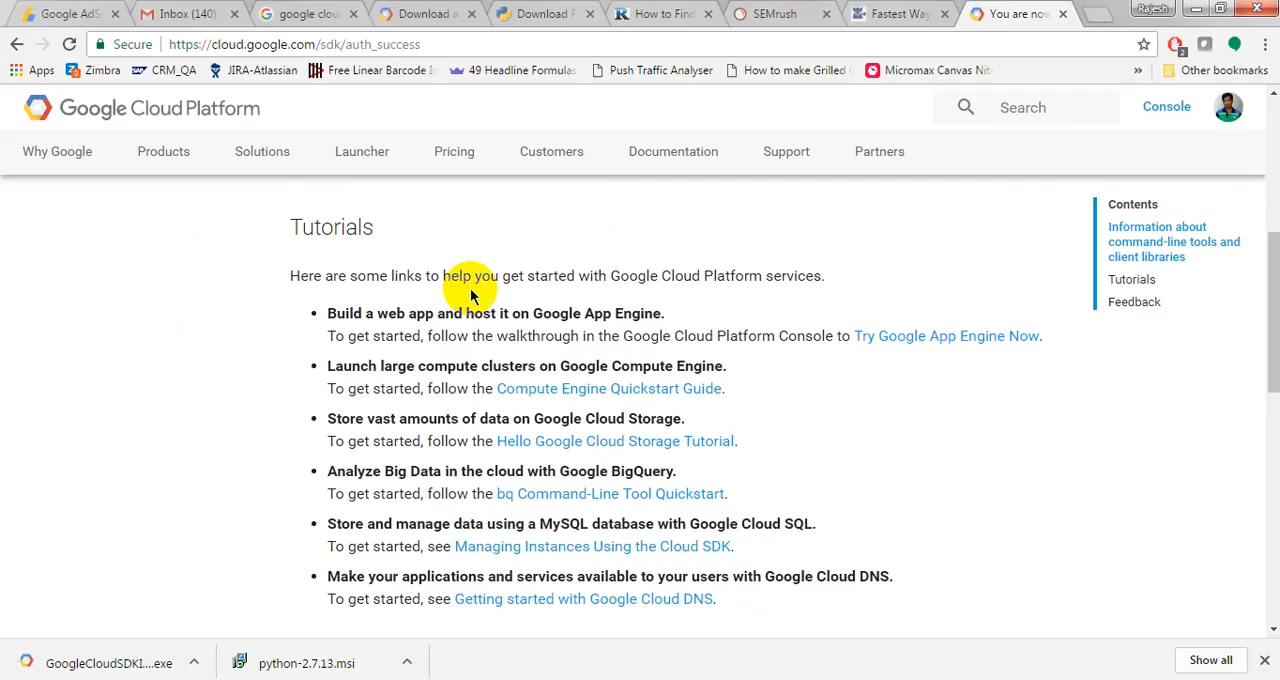 Google AdS
Inbox (140)
google clou
Download a
Download P
How to Find
SEMrush
Fastest Way
You are now
Rajesh
Secure
https://cloud.google.com/sdk/auth_success
2
Apps
Zimbra
CRM_QA
JIRA-Atlassian
Free Linear Barcode
49 Headline Formulas
Push Traffic Analyser
How to make Grilled
Micromax Canvas Nit
»
Other bookmarks
Google Cloud Platform
Search
Console
Why Google
Products
Solutions
Launcher
Pricing
Customers
Documentation
Support
Partners
Tutorials
Here are some links to help you get started with Google Cloud Platform services.
• Build a web app and host it on Google App Engine.
To get started, follow the walkthrough in the Google Cloud Platform Console to Try Google App Engine Now.
• Launch large compute clusters on Google Compute Engine.
To get started, follow the Compute Engine Quickstart Guide.
• Store vast amounts of data on Google Cloud Storage.
To get started, follow the Hello Google Cloud Storage Tutorial.
• Analyze Big Data in the cloud with Google BigQuery.
To get started, follow the bq Command-Line Tool Quickstart.
• Store and manage data using a MySQL database with Google Cloud SQL.
To get started, see Managing Instances Using the Cloud SDK.
• Make your applications and services available to your users with Google Cloud DNS.
To get started, see Getting started with Google Cloud DNS.
Contents
Information about
command-line tools and
client libraries
Tutorials
Feedback
GoogleCloudSDKI....exe
python-2.7.13.msi
Show all